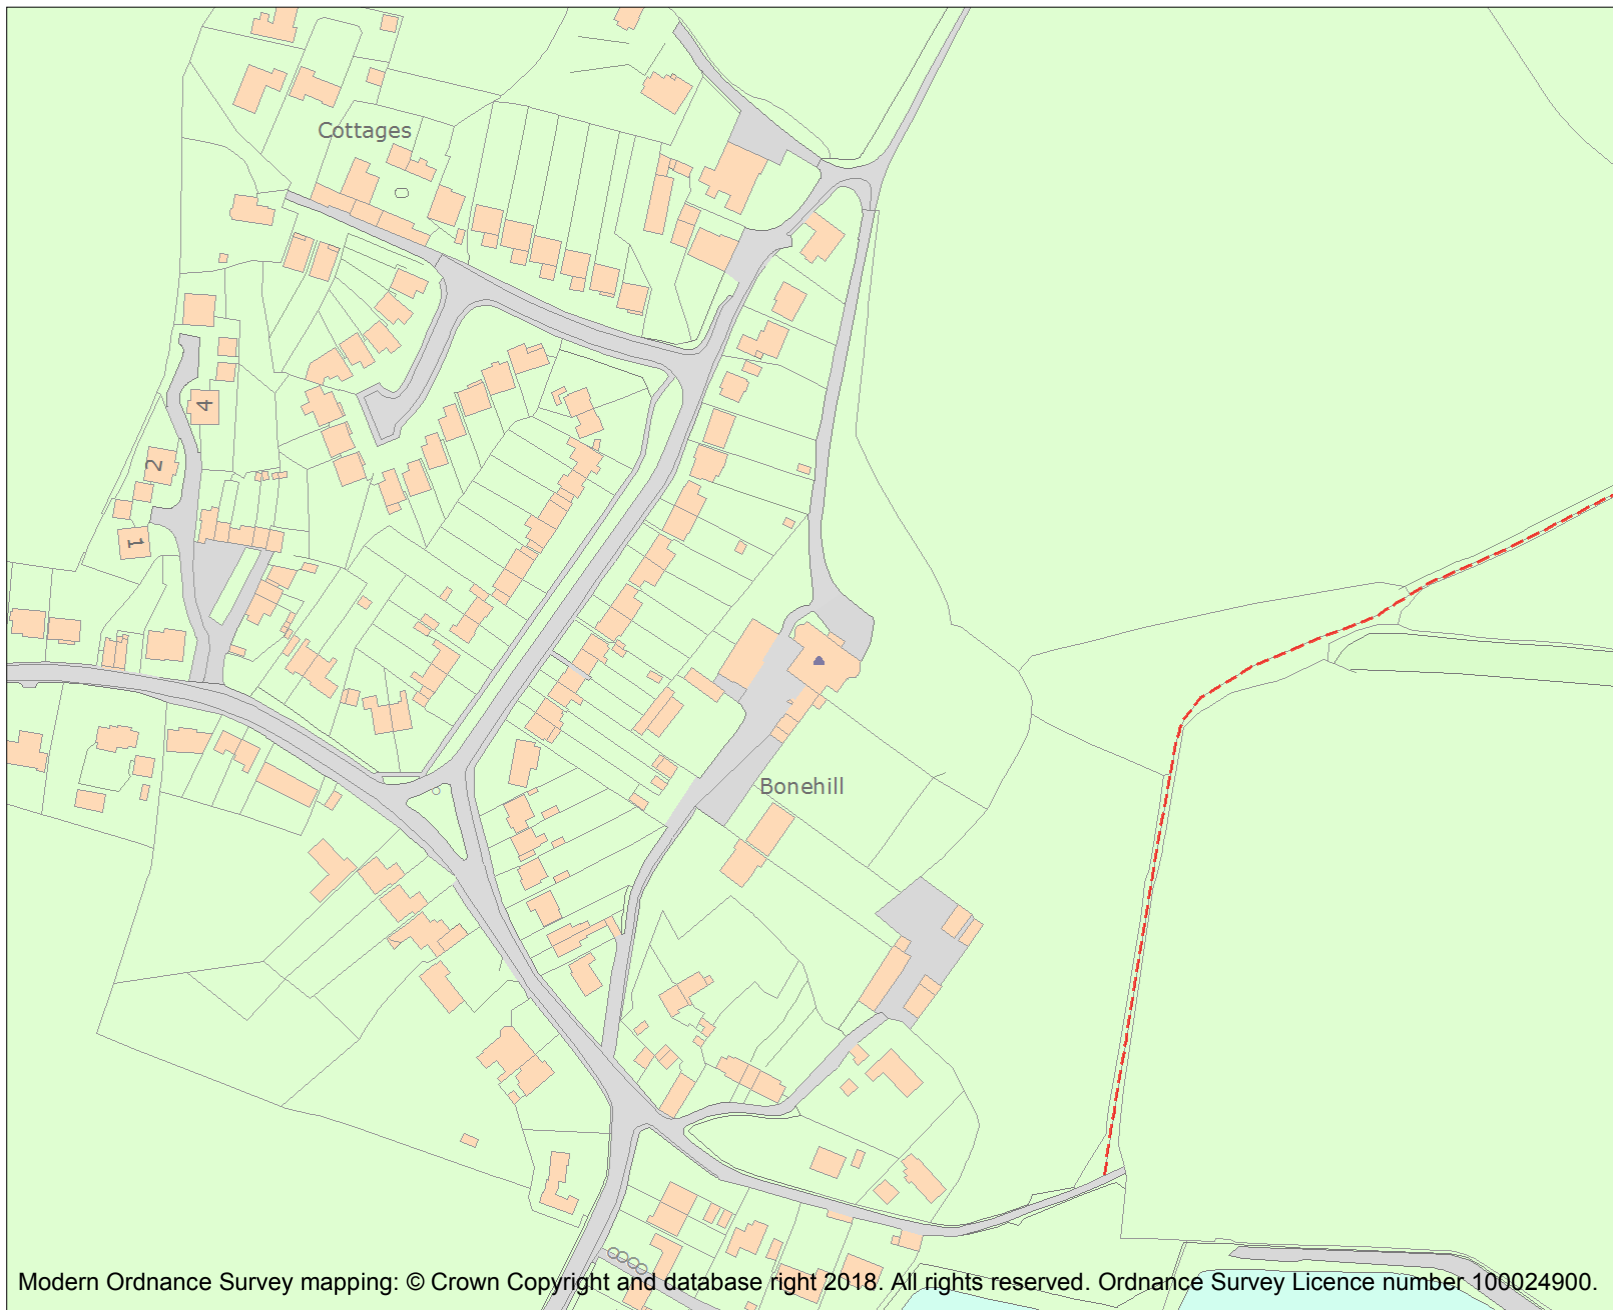 Cottages
4
2
1
Bonehill
Modern Ordnance Survey mapping: © Crown Copyright and database right 2018. All rights reserved. Ordnance Survey Licence number 100024900.